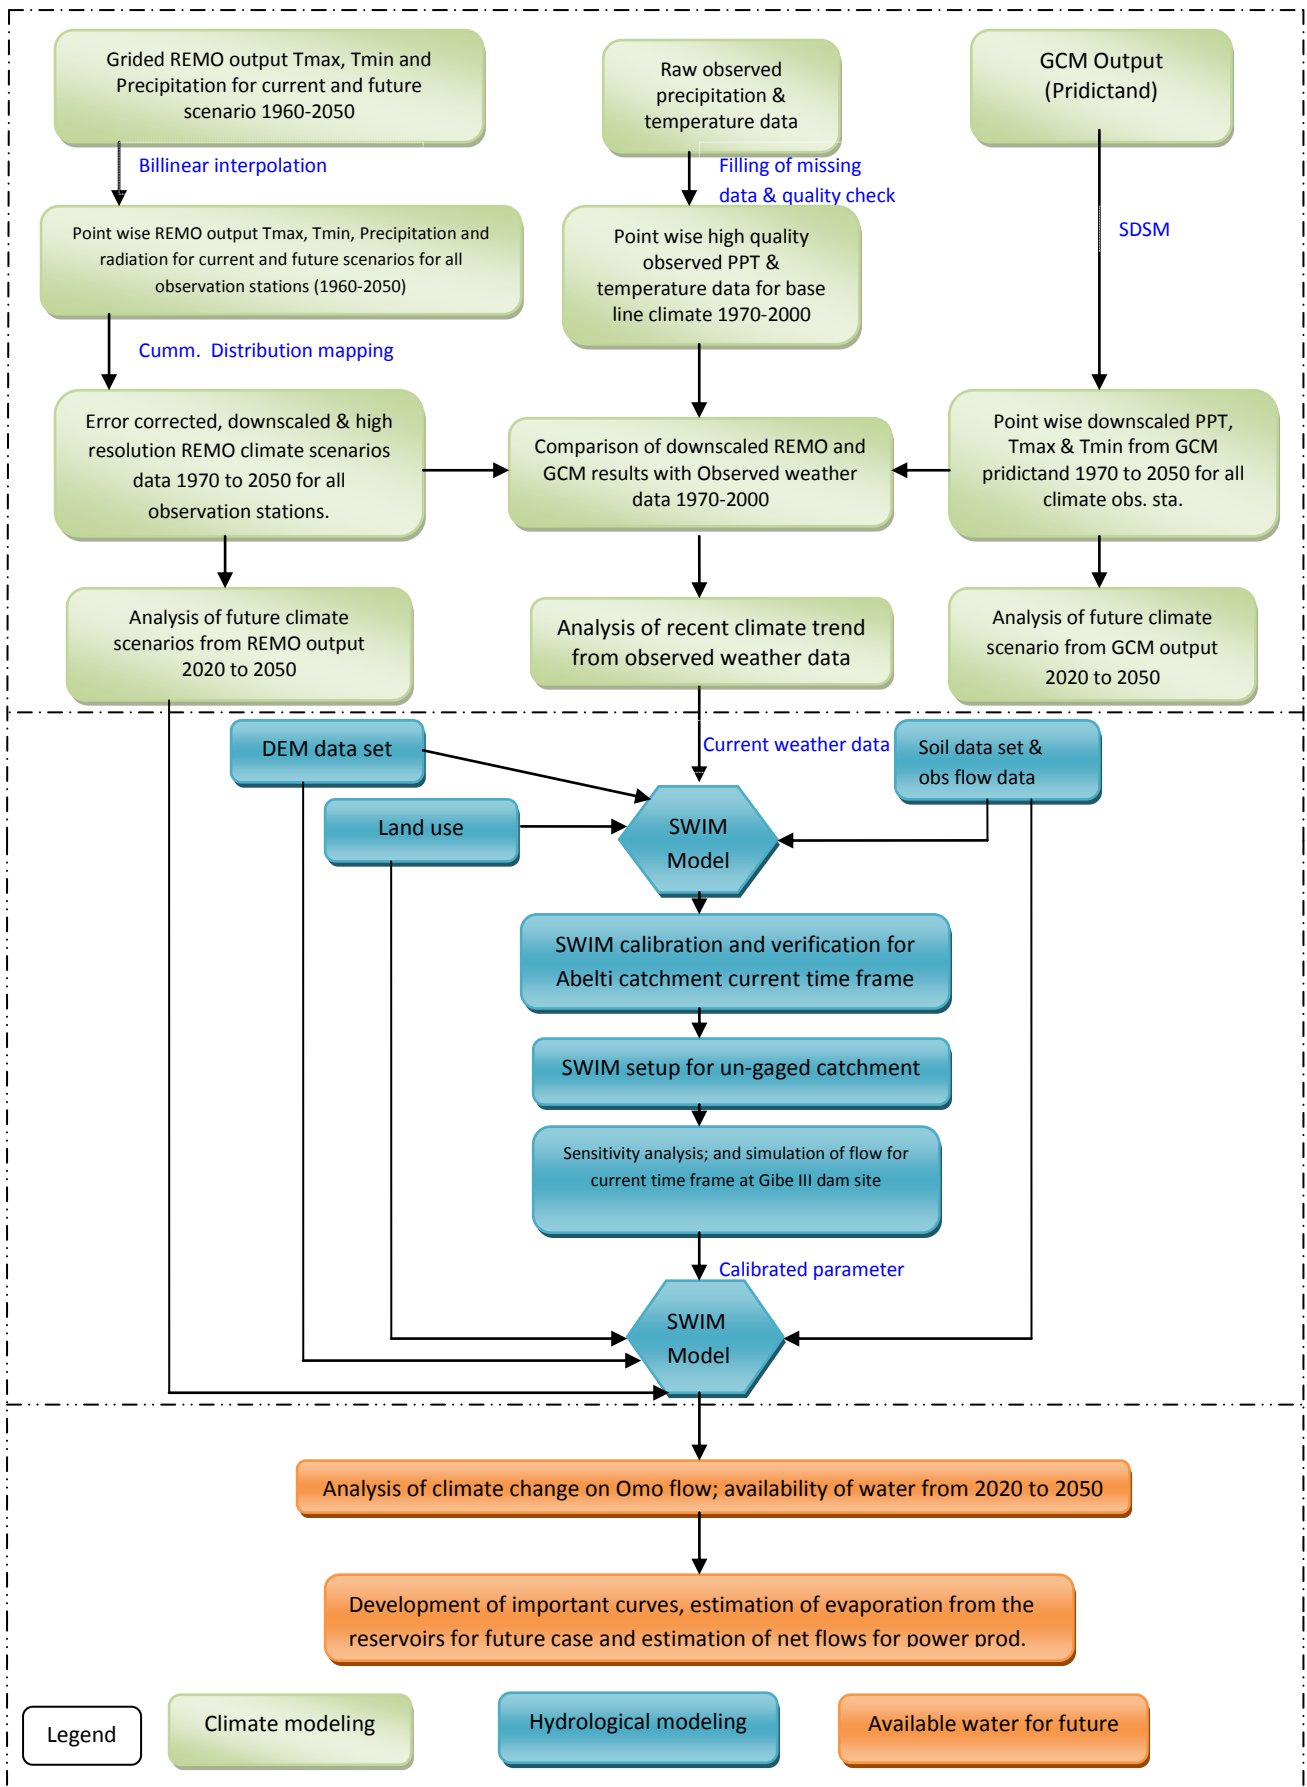 Grided REMO output Tmax, Tmin and
Precipitation for current and future
scenario 1960-2050
Raw observed
precipitation &
temperature data
GCM Output
(Pridictand)
Billinear interpolation
Filling of missing
data & quality check
SDSM
Point wise REMO output Tmax, Tmin, Precipitation and
radiation for current and future scenarios for all
observation stations (1960-2050)
Point wise high quality
observed PPT &
temperature data for base
line climate 1970-2000
Cumm.  Distribution mapping
Error corrected, downscaled & high
resolution REMO climate scenarios
data 1970 to 2050 for all
observation stations.
Comparison of downscaled REMO and
GCM results with Observed weather
data 1970-2000
Point wise downscaled PPT,
Tmax & Tmin from GCM
pridictand 1970 to 2050 for all
climate obs. sta.
Analysis of future climate
scenarios from REMO output
2020 to 2050
Analysis of recent climate trend
from observed weather data
Analysis of future climate
scenario from GCM output
2020 to 2050
DEM data set
Current weather data
Soil data set &
obs flow data
Land use
SWIM
Model
SWIM calibration and verification for
Abelti catchment current time frame
SWIM setup for un-gaged catchment
Sensitivity analysis; and simulation of flow for
current time frame at Gibe III dam site
Calibrated parameter
SWIM
Model
Analysis of climate change on Omo flow; availability of water from 2020 to 2050
Development of important curves, estimation of evaporation from the
reservoirs for future case and estimation of net flows for power prod.
Legend
Climate modeling
Hydrological modeling
Available water for future